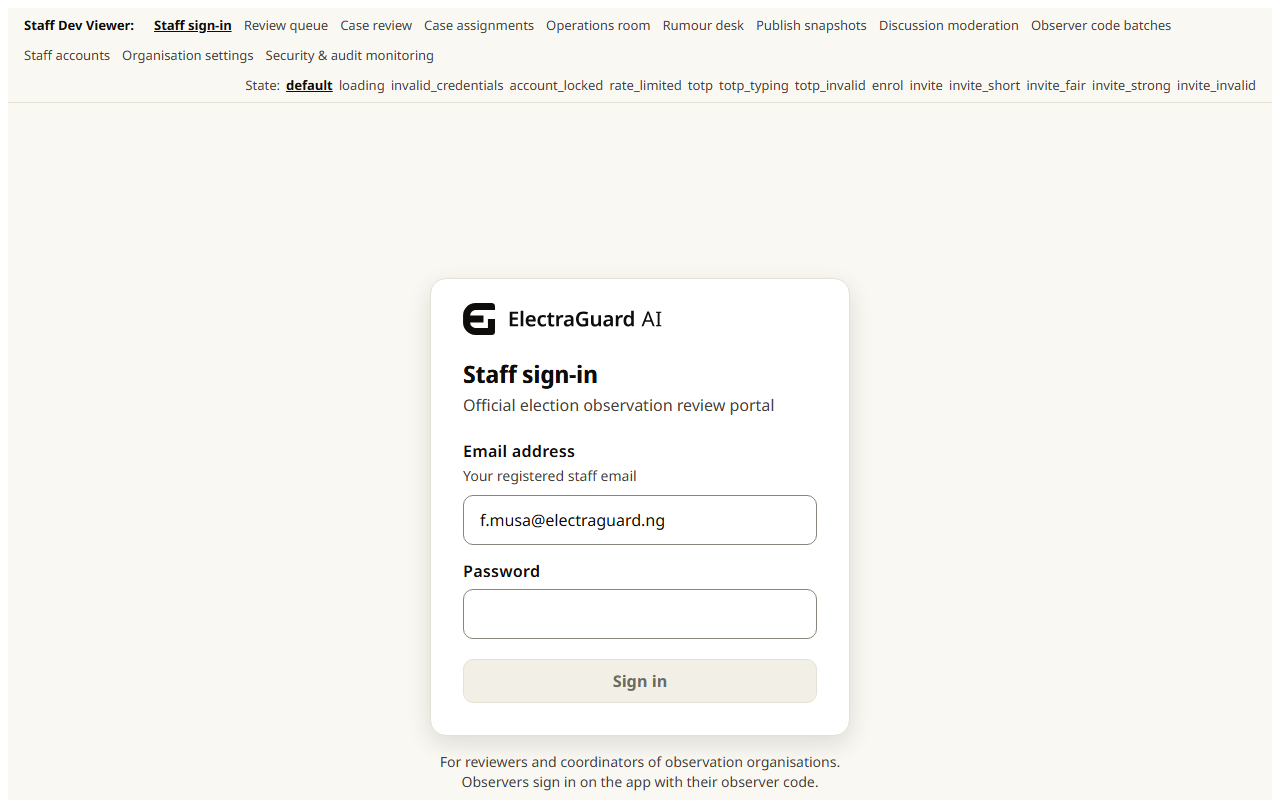 Staff Dev Viewer: Staff sign-in Review queue Case review Case assignments Operations room Rumour desk Publish snapshots Discussion moderation Observer code batches
Staff accounts Organisation settings Security & audit monitoring
State: default loading invalid_credentials account_locked rate_limited totp totp_typing totp_invalid enrol invite invite_short invite_fair invite_strong invite_invalid
ElectraGuard AI
Staff sign-in
Official election observation review portal
Email address
Your registered staff email
f.musa@electraguard.ng
Password
Sign in
For reviewers and coordinators of observation organisations.
Observers sign in on the app with their observer code.